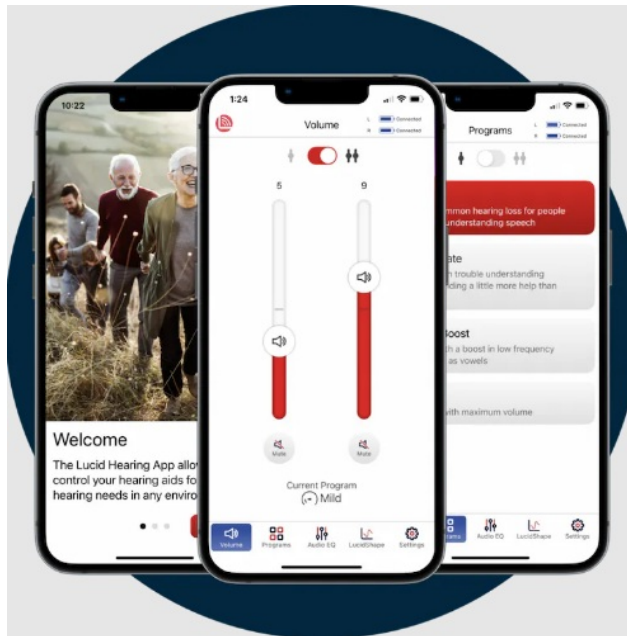 10:22
Welcome
The Lucid Hearing App allo
control your hearing aids fo
hearing needs in any enviro
1:24
Volume
L Connected
R Connected
5
9
Mute
Mute
Current Program
Mild
Volume
Programs
Audio EQ
LucidShape
Settings
Programs
L Connected
R Connected
mmon hearing loss for people
understanding speech
ate
h trouble understanding
ding a little more help than
Boost
th a boost in low frequency
as vowels
with maximum volume
ams
Audio EQ
LucidShape
Settings